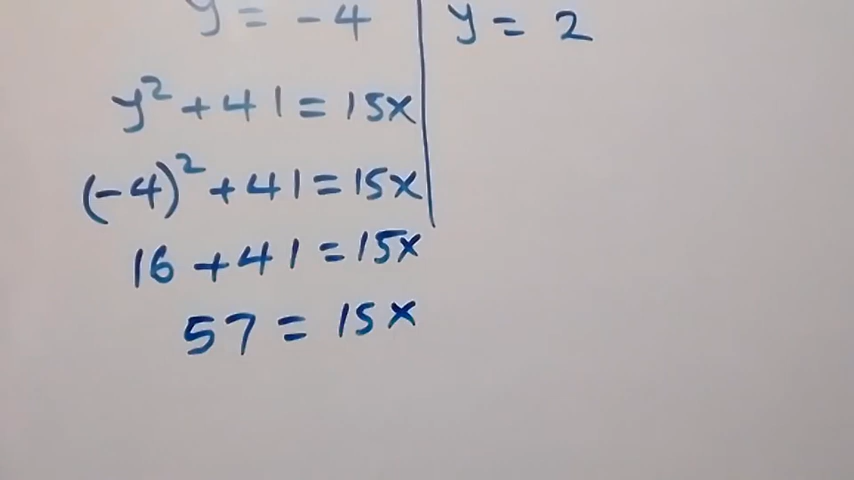 y = -4
y = 2
y² + 41 = 15x
(-4)² + 41 = 15x
16 + 41 = 15x
57 = 15x